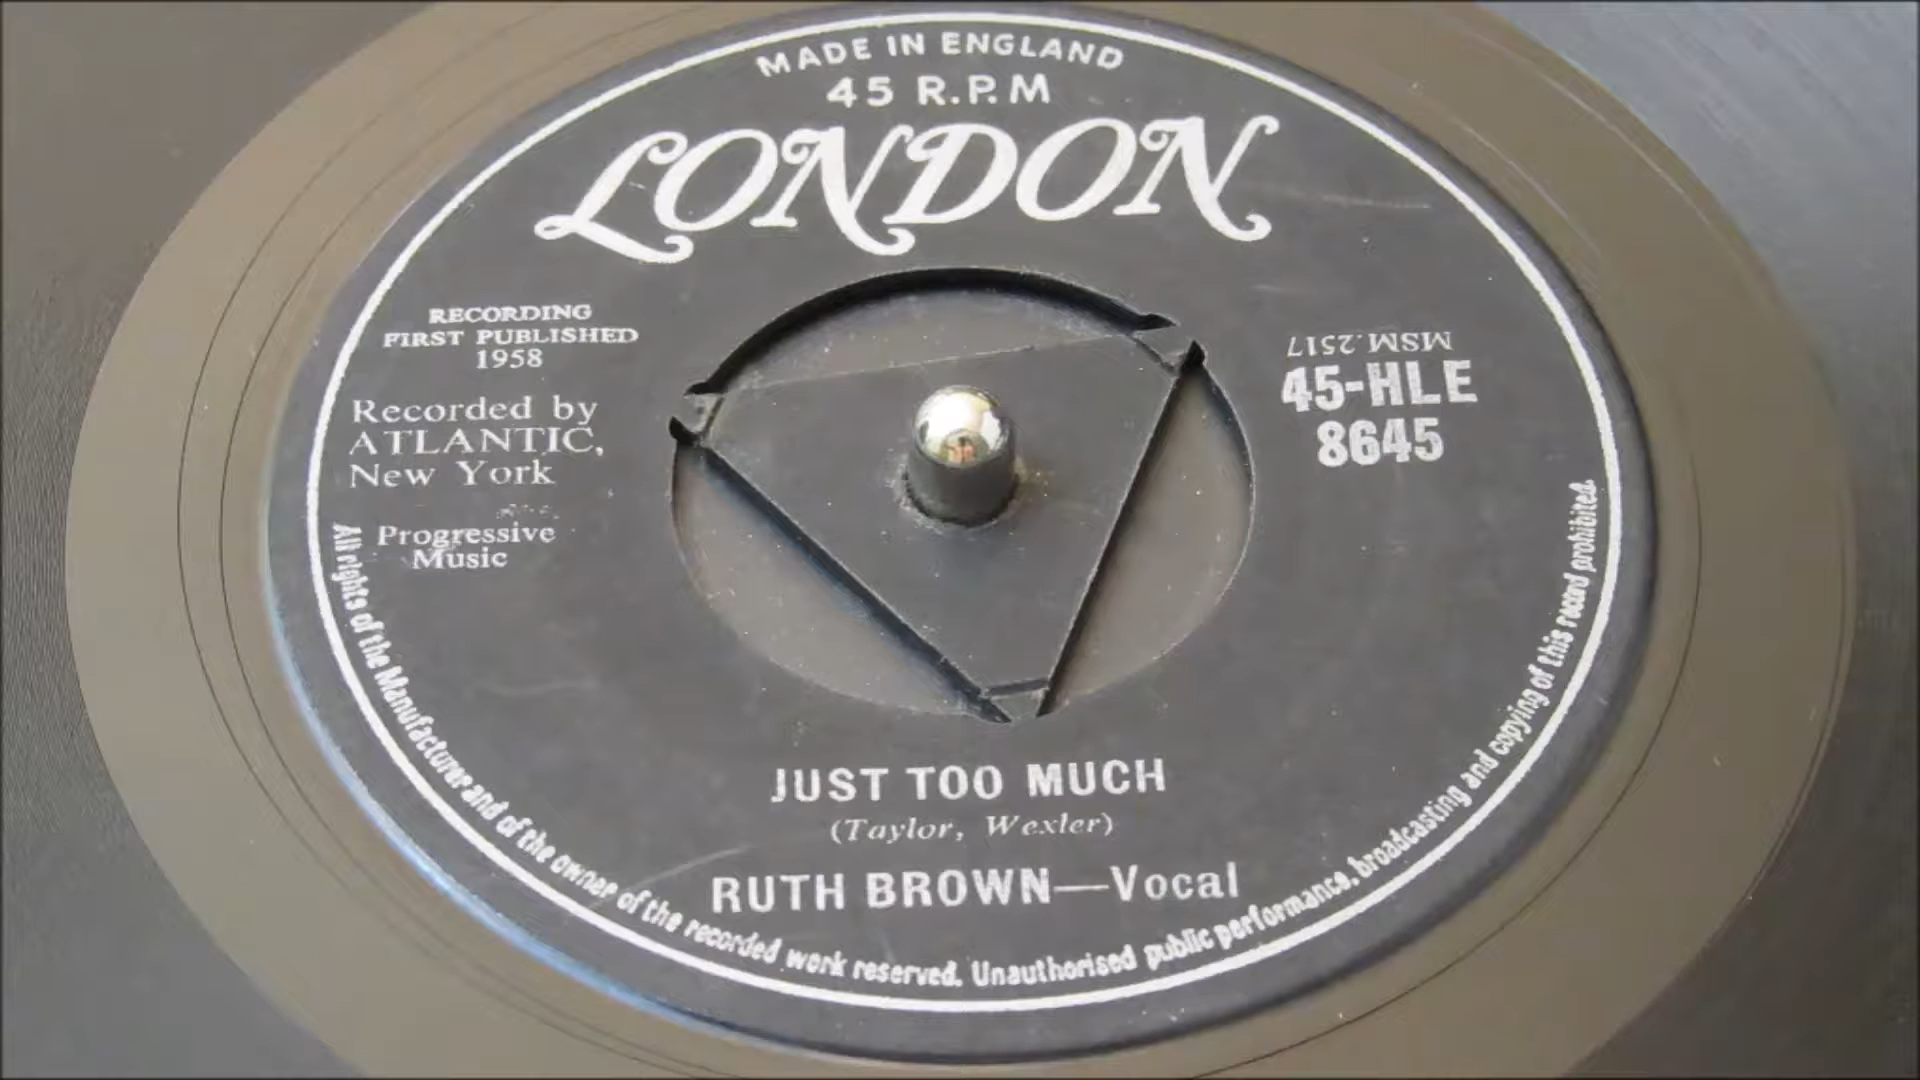 MADE IN ENGLAND
45 R.P.M
LONDON
RECORDING
FIRST PUBLISHED
1958
Recorded by
ATLANTIC,
New York
Progressive
Music
MSM.2517
45-HLE
8645
JUST TOO MUCH
(Taylor, Wexler)
RUTH BROWN—Vocal
All rights of the Manufacturer and of the owner of the recorded work reserved. Unauthorised public performance, broadcasting and copying of this record prohibited.